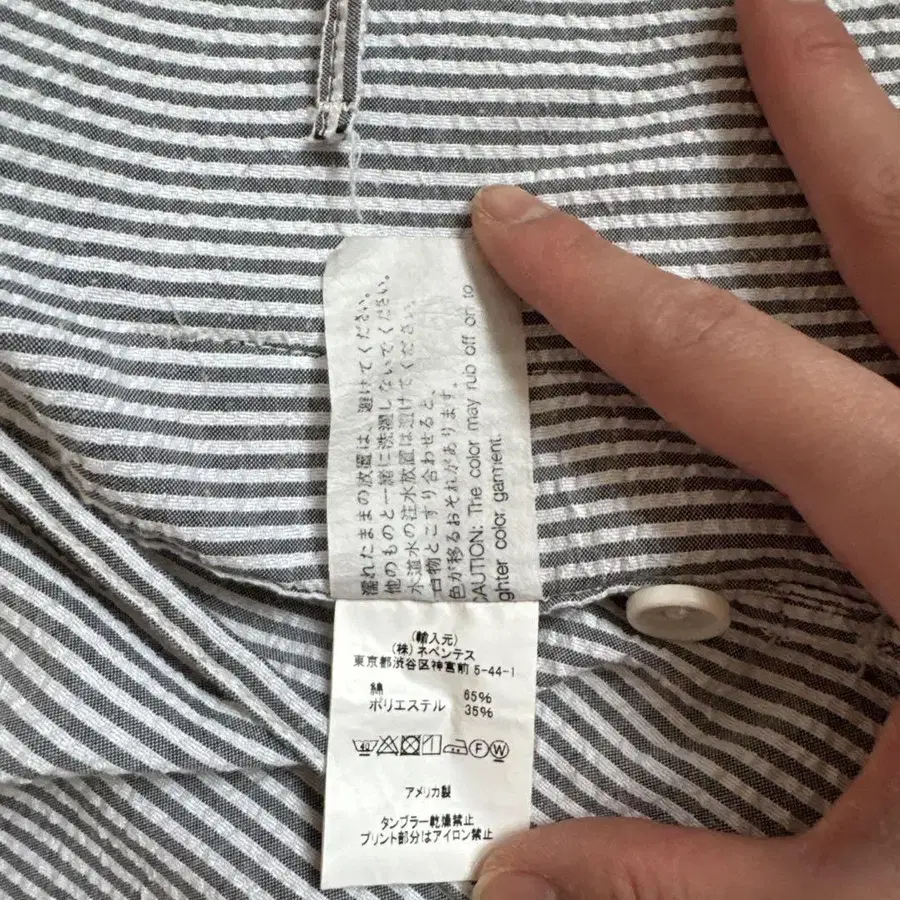 濡れたままの放置は、避けてください。
他のものと一緒に洗濯しないでください。
水道水の注水放置は避けてください。
白物とこすり合わせると、
色が移るおそれがあります。
CAUTION: The color may rub off on to
lighter color garment.
(輸入元)
(株)ネペンテス
東京都渋谷区神宮前 5-44-1
綿 65%
ポリエステル 35%
40 F W
アメリカ製
タンブラー乾燥禁止
プリント部分はアイロン禁止